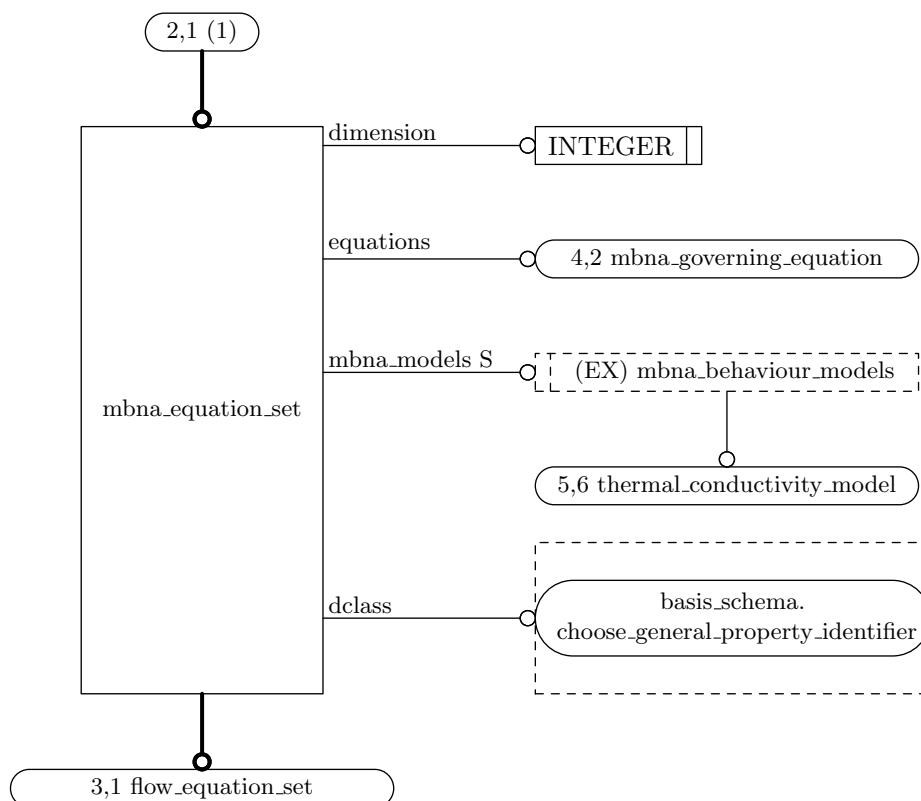 2,1 (1)
dimension
INTEGER
equations
4,2 mbna_governing_equation
mbna_models S
(EX) mbna_behaviour_models
mbna_equation_set
5,6 thermal_conductivity_model
dclass
basis_schema.
choose_general_property_identifier
3,1 flow_equation_set